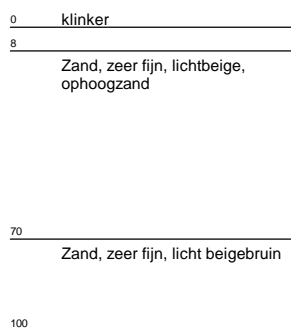 0 klinker
8
Zand, zeer fijn, lichtbeige,
ophoogzand
70
Zand, zeer fijn, licht beigebruin
100